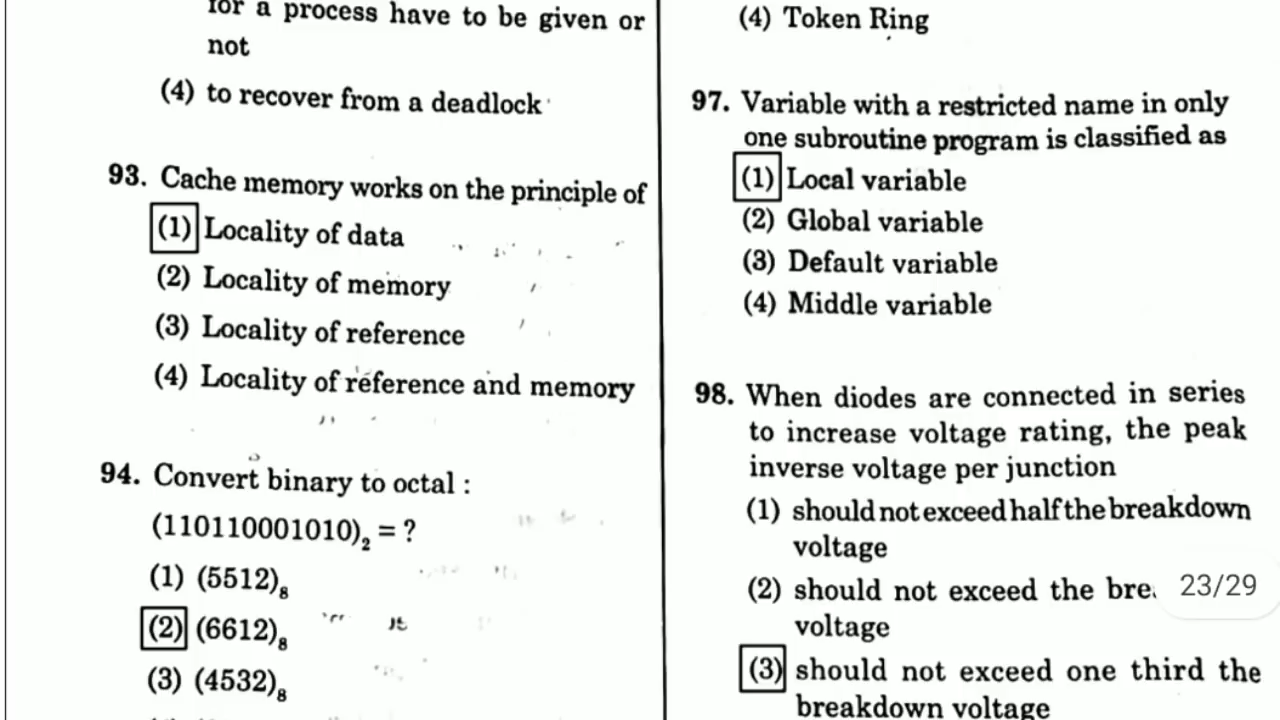 for a process have to be given or
not
(4) to recover from a deadlock
93. Cache memory works on the principle of
(1) Locality of data
(2) Locality of memory
(3) Locality of reference
(4) Locality of reference and memory
94. Convert binary to octal :
(110110001010)₂ = ?
(1) (5512)₈
(2) (6612)₈
(3) (4532)₈
(4) Token Ring
97. Variable with a restricted name in only
one subroutine program is classified as
(1) Local variable
(2) Global variable
(3) Default variable
(4) Middle variable
98. When diodes are connected in series
to increase voltage rating, the peak
inverse voltage per junction
(1) should not exceed half the breakdown
voltage
(2) should not exceed the
voltage
(3) should not exceed one third the
breakdown voltage
23/29